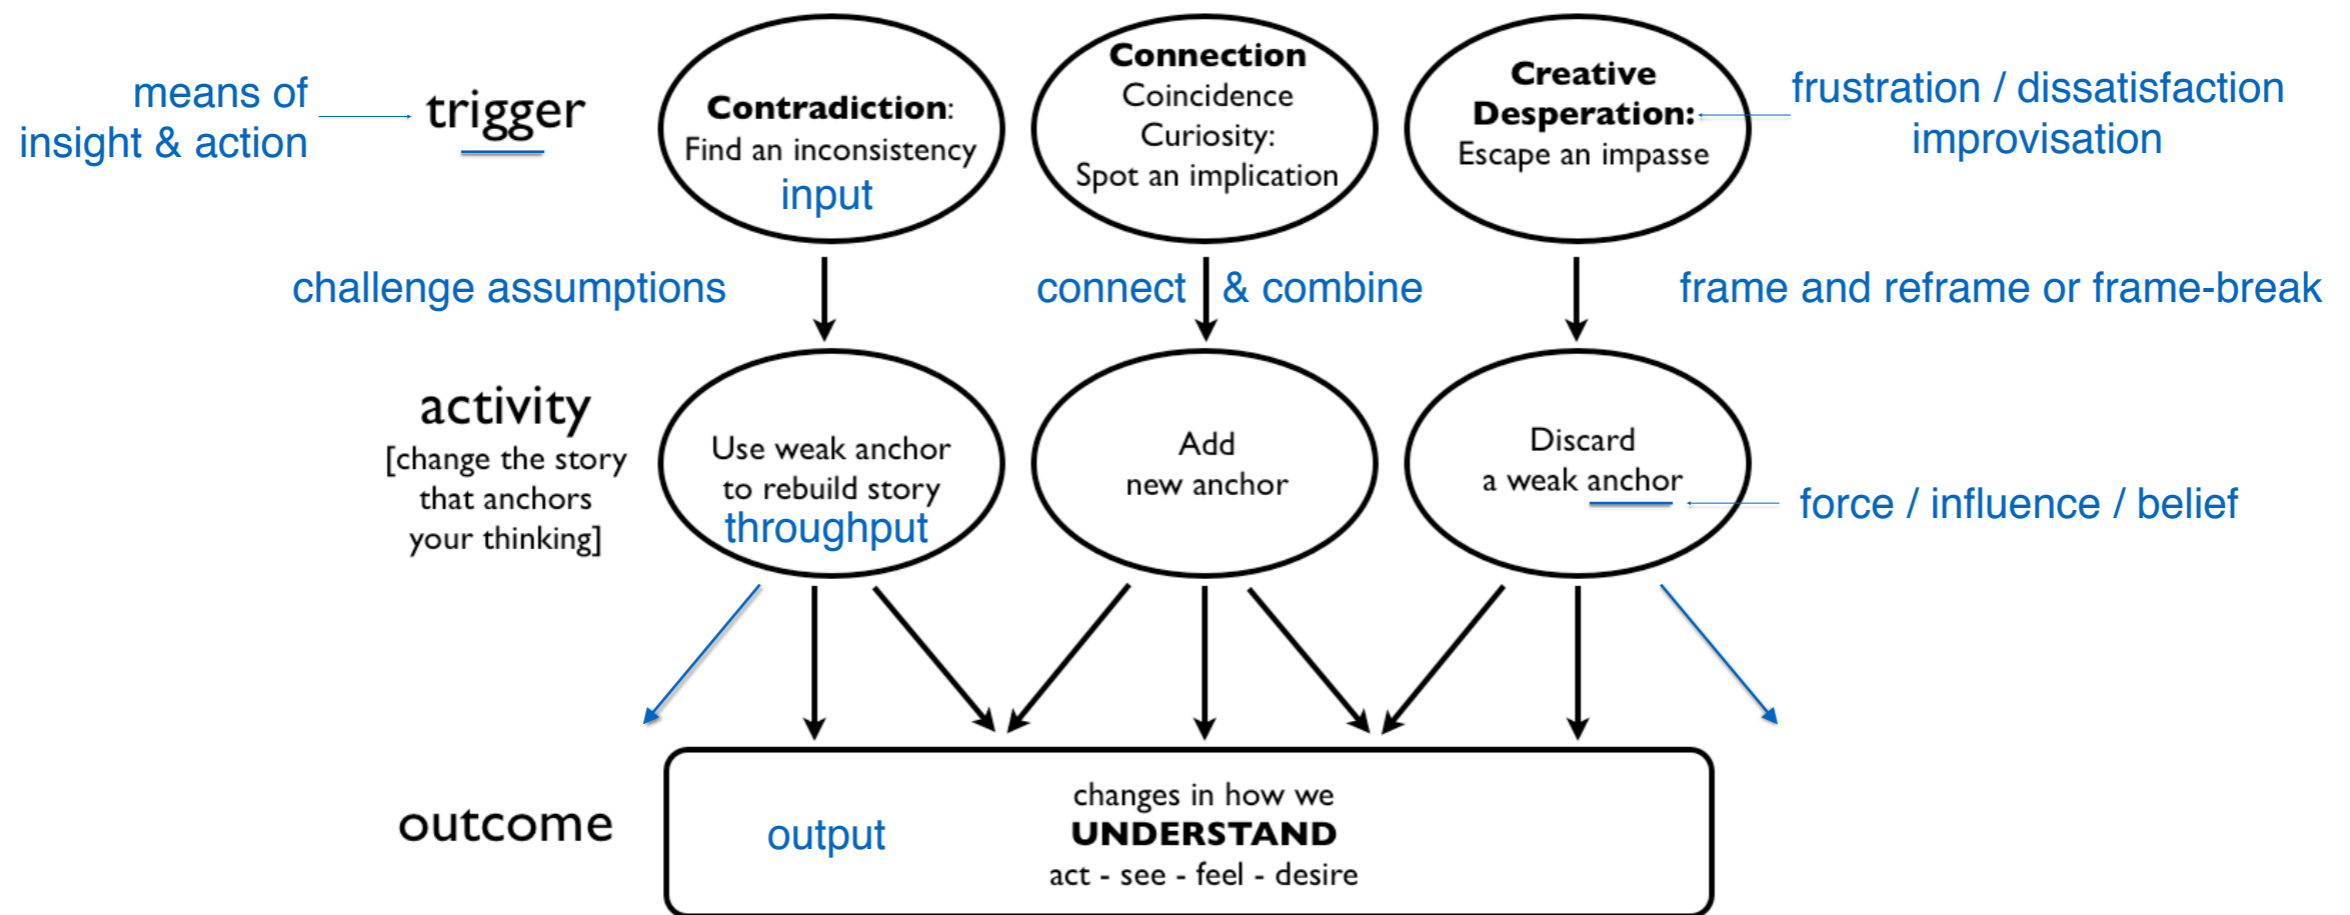 means of
insight & action
trigger
Contradiction:
Find an inconsistency
input
Connection
Coincidence
Curiosity:
Spot an implication
Creative
Desperation:
Escape an impasse
frustration / dissatisfaction
improvisation
challenge assumptions
connect & combine
frame and reframe or frame-break
activity
[change the story
that anchors
your thinking]
Use weak anchor
to rebuild story
throughput
Add
new anchor
Discard
a weak anchor
force / influence / belief
outcome
output
changes in how we
UNDERSTAND
act - see - feel - desire